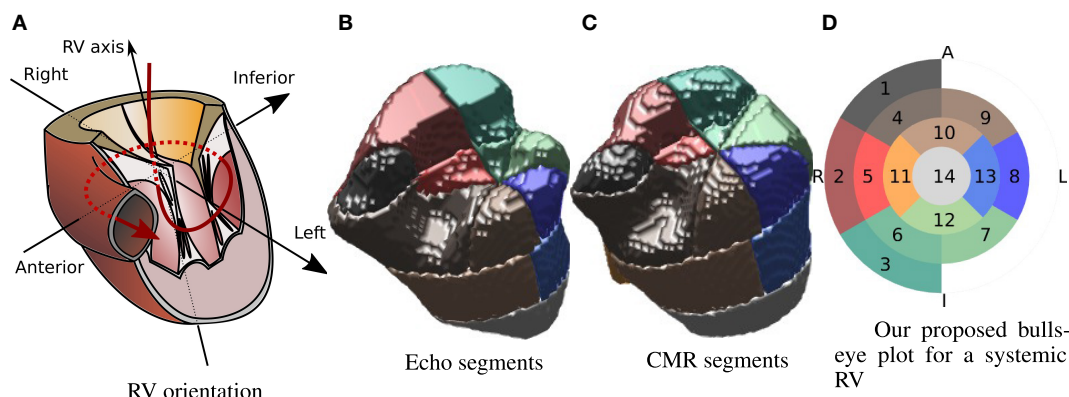 A
RV axis
Right
Inferior
Left
Anterior
RV orientation
B
Echo segments
C
CMR segments
D
A
1
4
9
10
R 2 5 11 14 13 8 L
12
6
7
3
I
Our proposed bulls-
eye plot for a systemic
RV